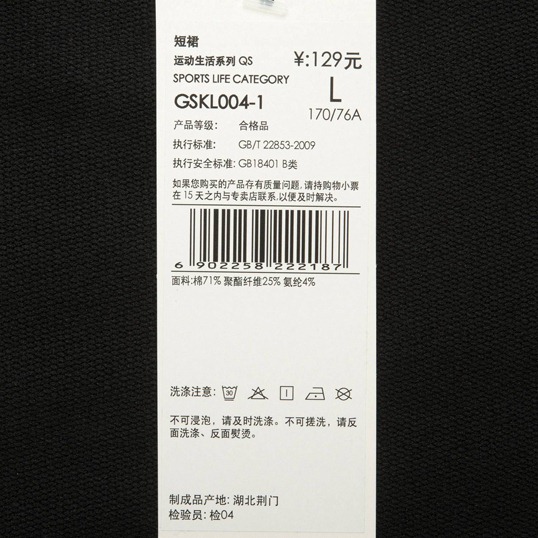 短裙
运动生活系列 QS
¥:129元
SPORTS LIFE CATEGORY
L
GSKL004-1
170/76A
产品等级: 合格品
执行标准: GB/T 22853-2009
执行安全标准: GB18401 B类
如果您购买的产品存有质量问题,请持购物小票
在 15 天之内与专卖店联系,以便及时解决。
6 902258 222187
面料:棉71% 聚酯纤维25% 氨纶4%
洗涤注意: 30
不可浸泡，请及时洗涤。不可搓洗，请反
面洗涤、反面熨烫。
制成品产地: 湖北荆门
检验员: 检04